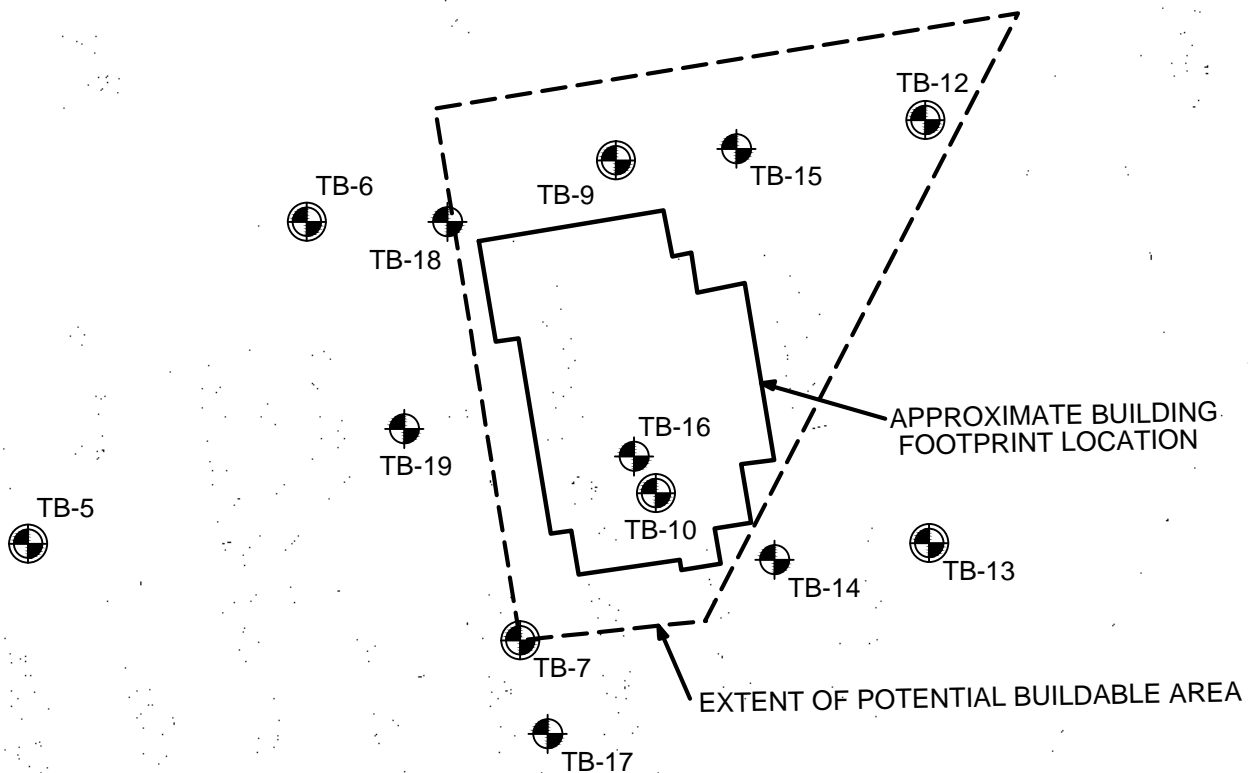 TB-12
TB-15
TB-9
TB-6
TB-18
APPROXIMATE BUILDING
FOOTPRINT LOCATION
TB-16
TB-19
TB-5
TB-10
TB-13
TB-14
TB-7
EXTENT OF POTENTIAL BUILDABLE AREA
TB-17